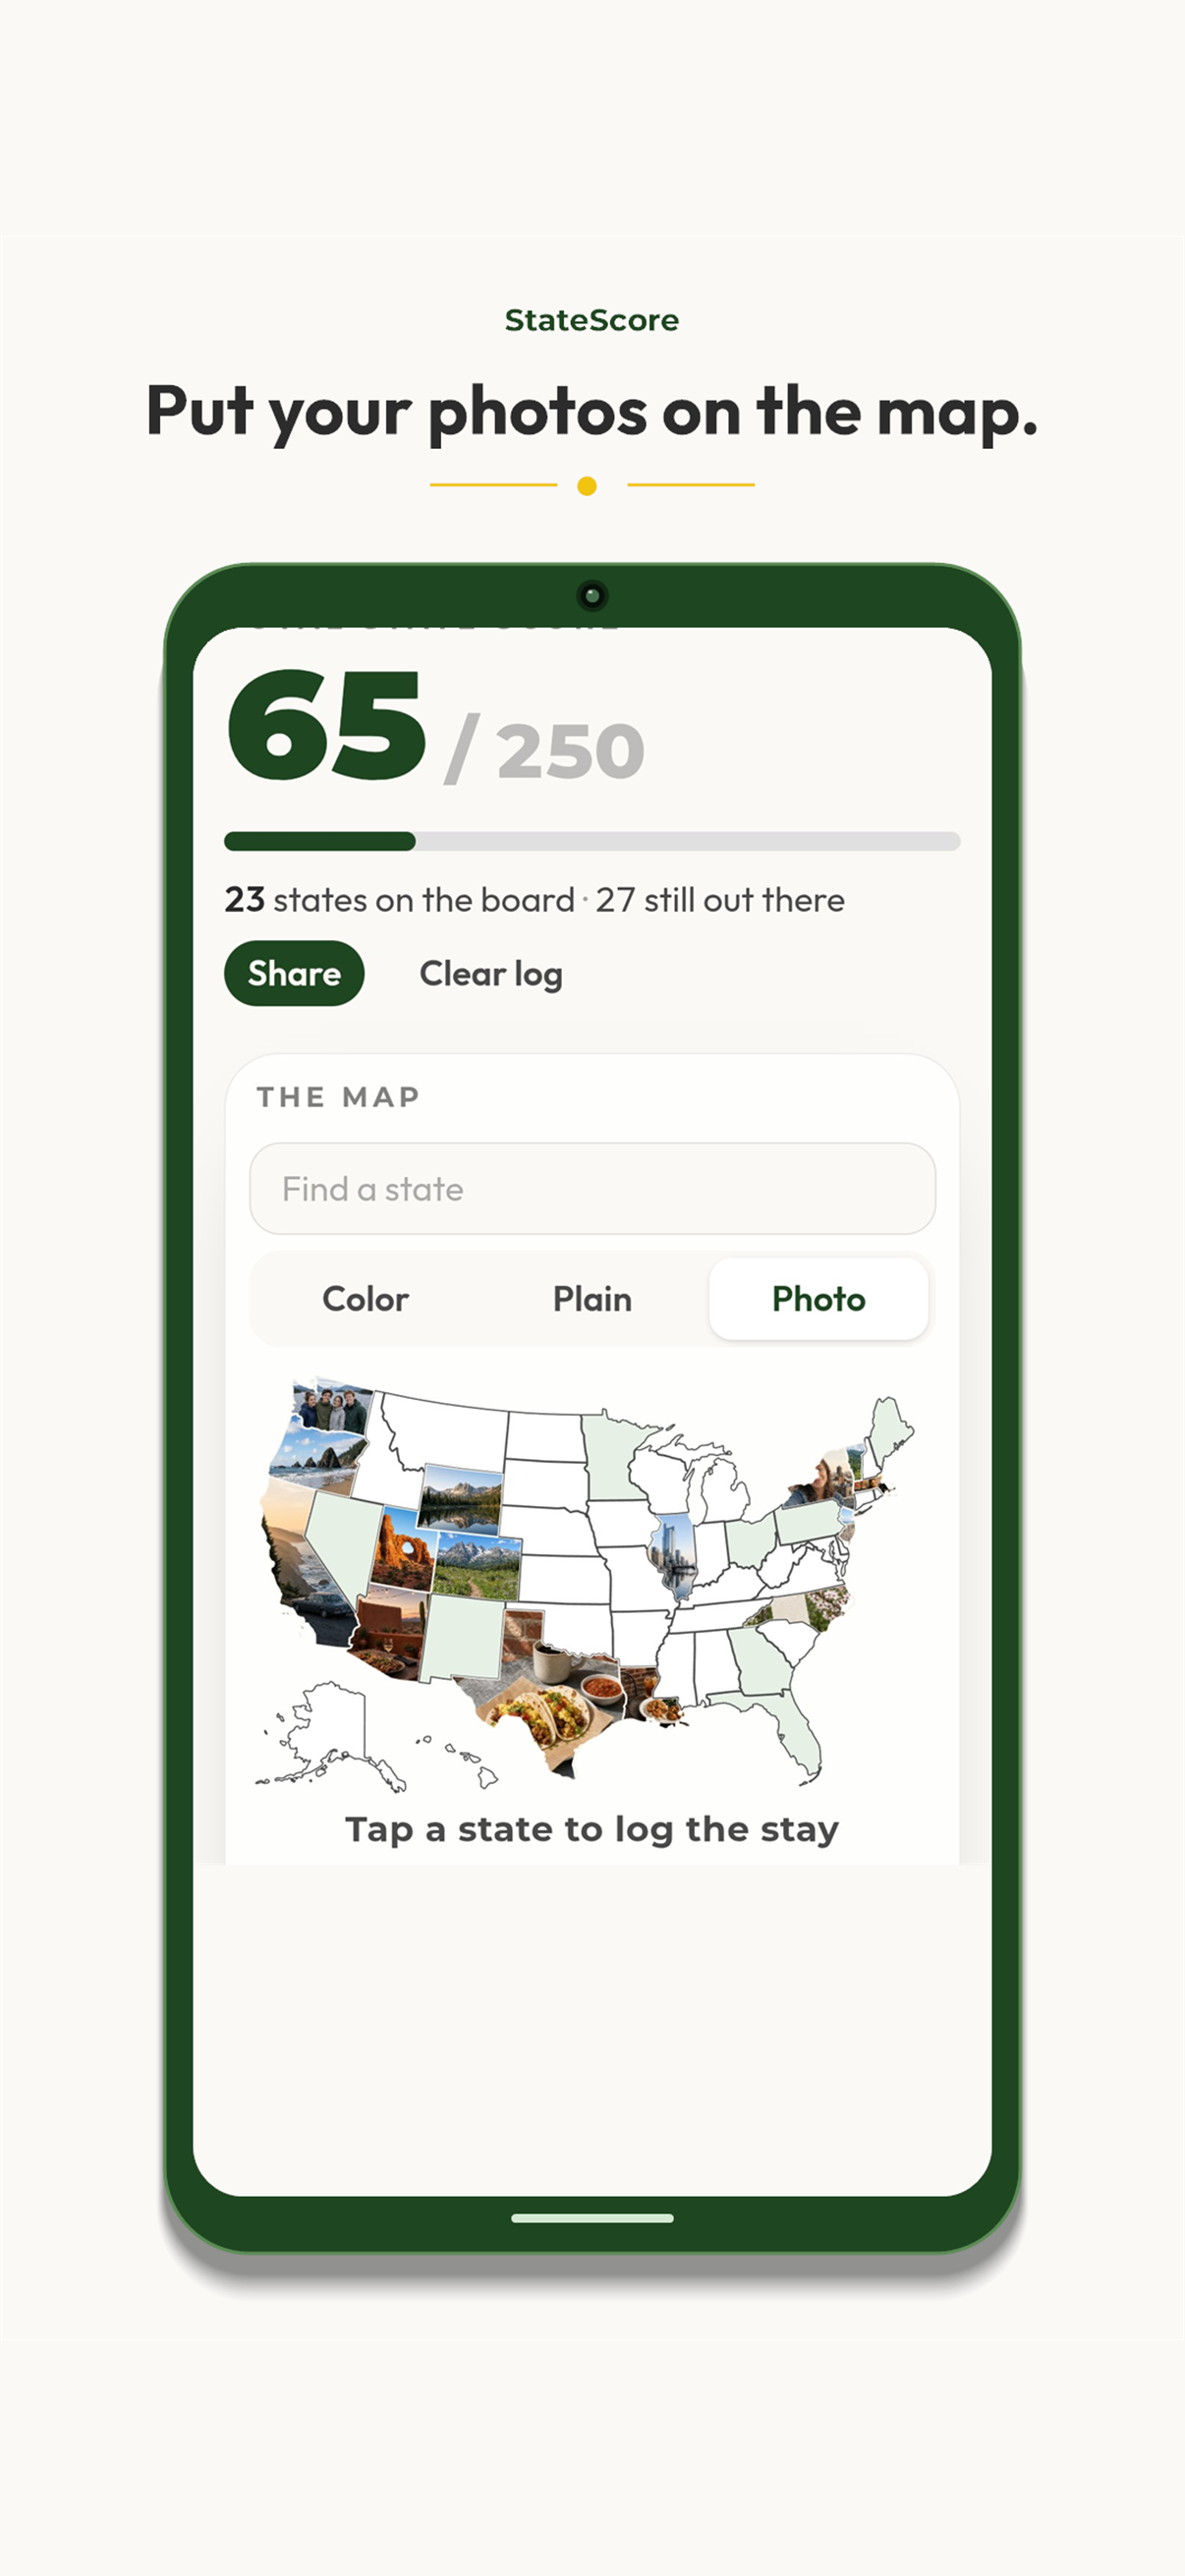 StateScore
Put your photos on the map.
65 / 250
23 states on the board · 27 still out there
Share Clear log
THE MAP
Find a state
Color Plain Photo
Tap a state to log the stay